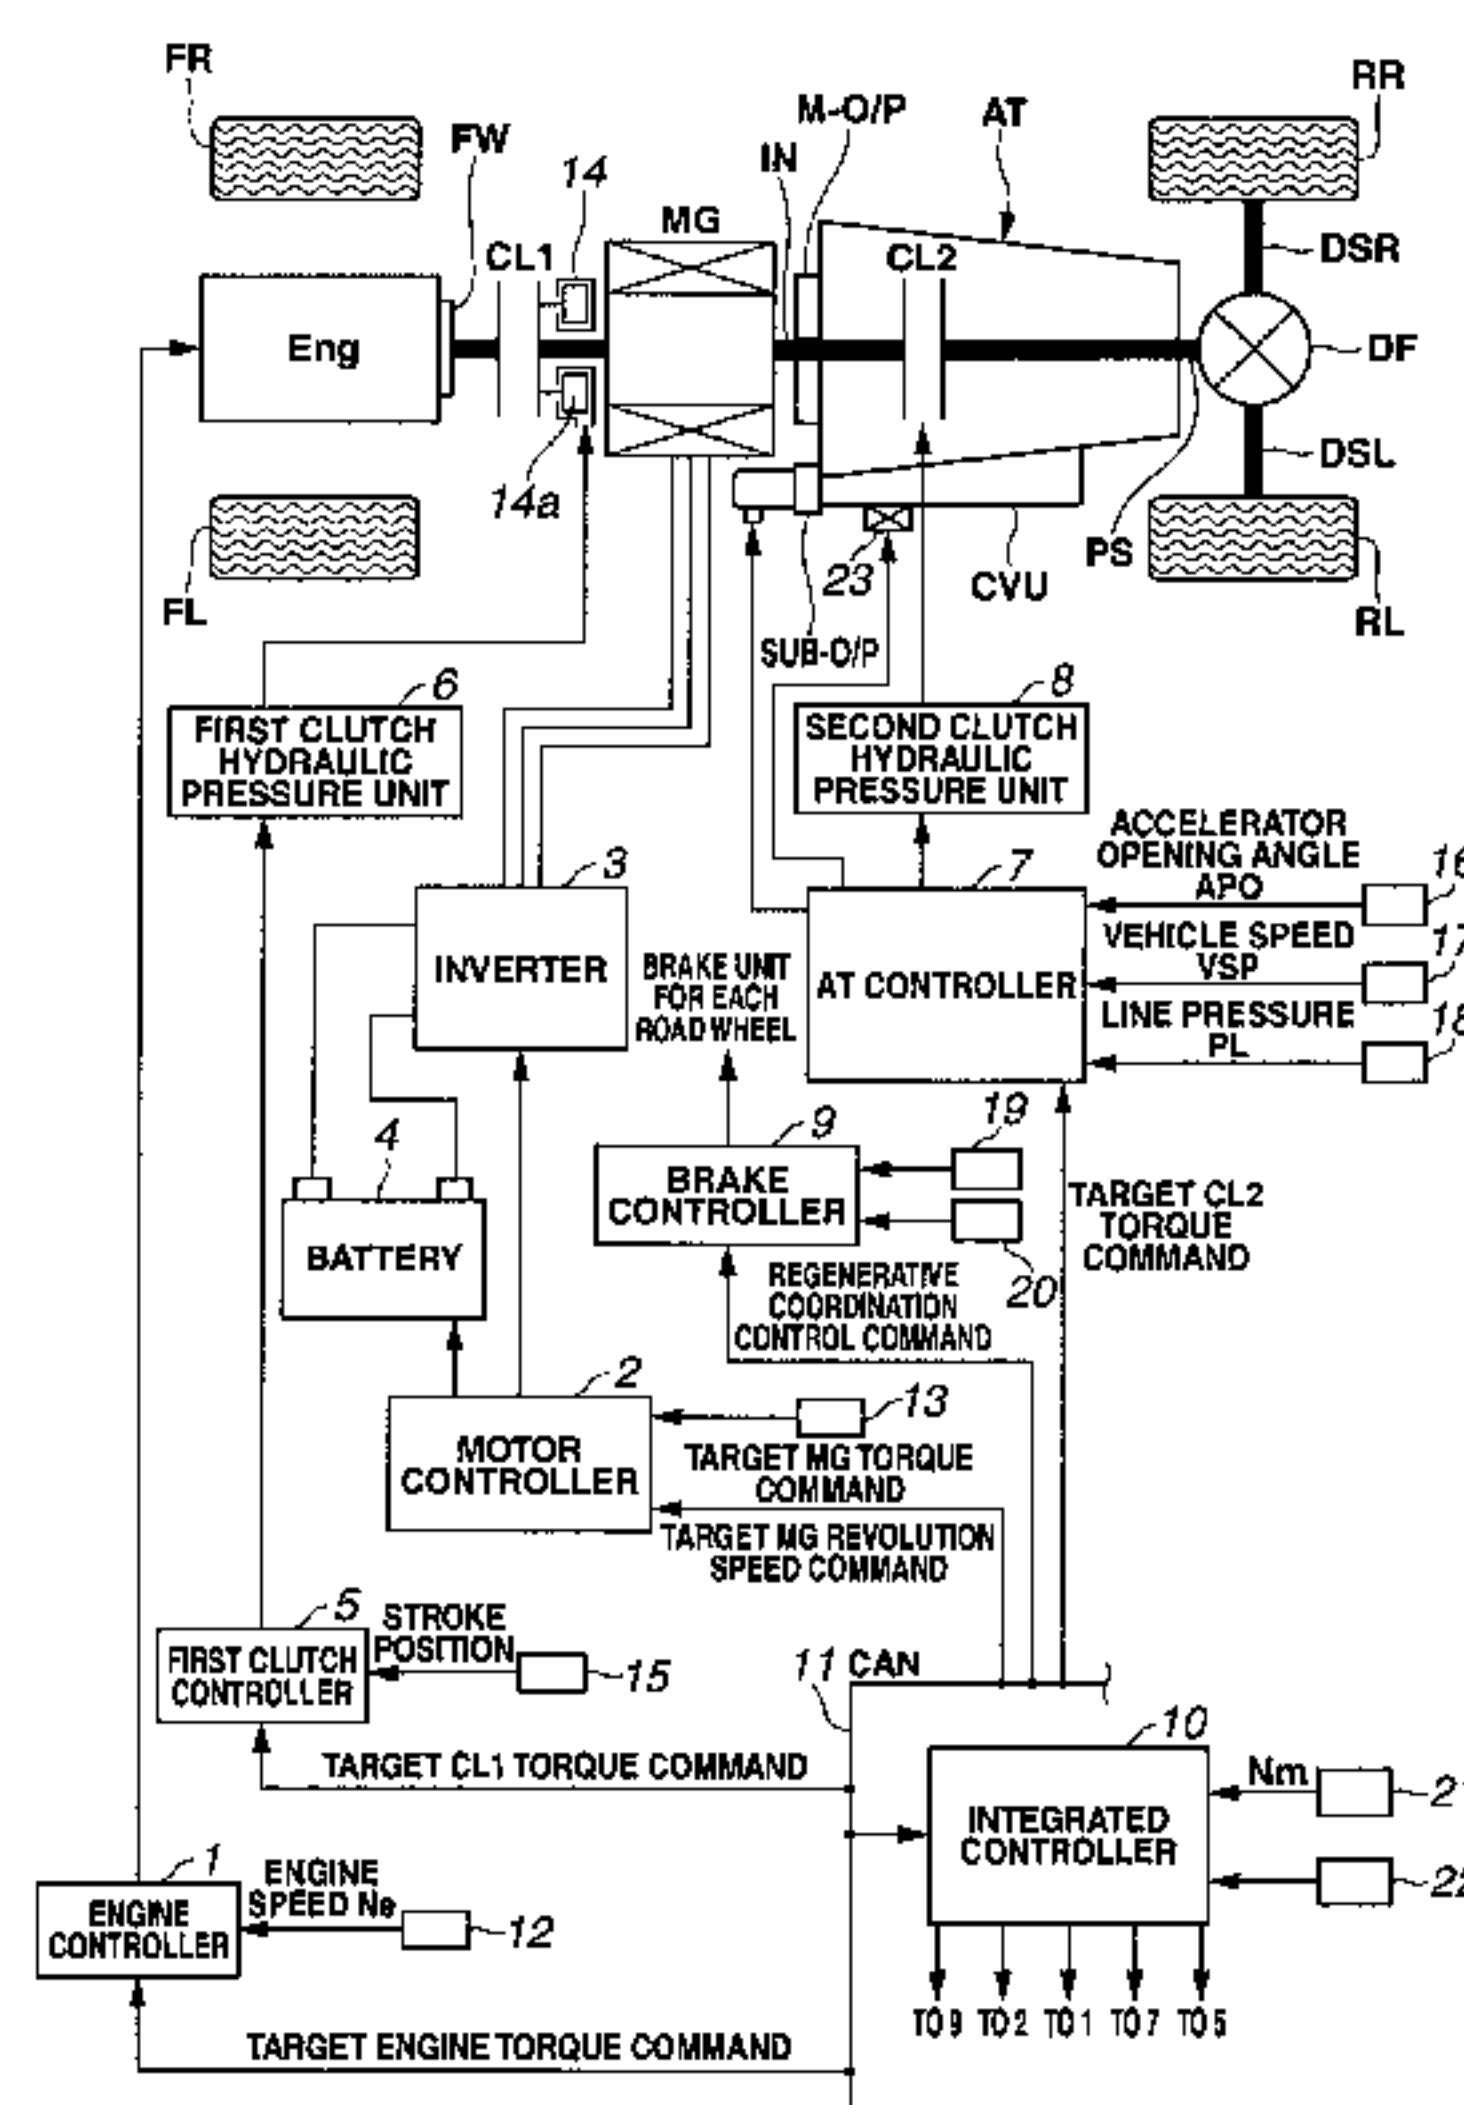 FR
RR
M-O/P
AT
FW
14
IN
MG
DSR
CL1
CL2
Eng
DF
DSL
14a
PS
23
CVU
FL
RL
SUB-O/P
6
8
FIRST CLUTCH
HYDRAULIC
PRESSURE UNIT
SECOND CLUTCH
HYDRAULIC
PRESSURE UNIT
ACCELERATOR
OPENING ANGLE
APO
16
3
7
VEHICLE SPEED
VSP
17
INVERTER
BRAKE UNIT
FOR EACH
ROAD WHEEL
AT CONTROLLER
LINE PRESSURE
PL
18
4
9
19
BRAKE
CONTROLLER
TARGET CL2
TORQUE
COMMAND
BATTERY
20
REGENERATIVE
COORDINATION
CONTROL COMMAND
2
13
MOTOR
CONTROLLER
TARGET MG TORQUE
COMMAND
TARGET MG REVOLUTION
SPEED COMMAND
5
STROKE
POSITION
FIRST CLUTCH
CONTROLLER
15
11 CAN
10
TARGET CL1 TORQUE COMMAND
Nm
INTEGRATED
CONTROLLER
1
ENGINE
SPEED Ne
22
ENGINE
CONTROLLER
12
TO 9 TO 2 TO 1 TO 7 TO 5
TARGET ENGINE TORQUE COMMAND